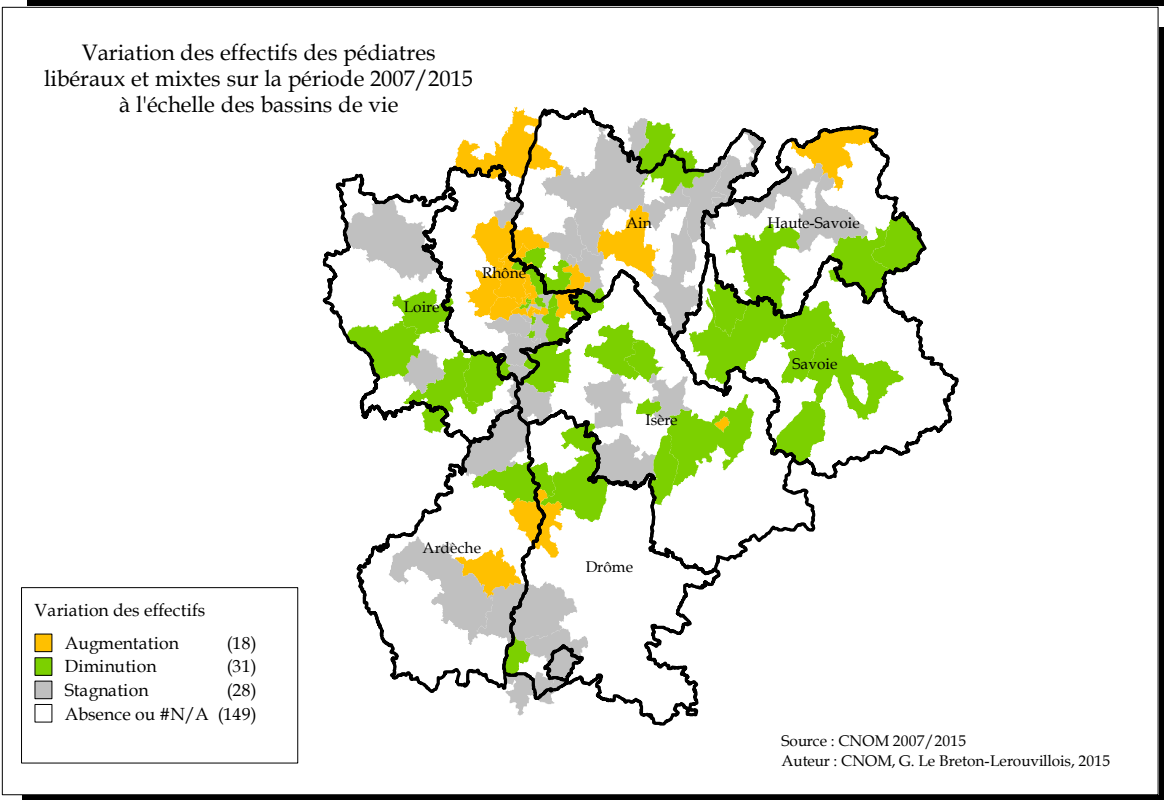 Variation des effectifs des pédiatres
libéraux et mixtes sur la période 2007/2015
à l'échelle des bassins de vie
Ain
Haute-Savoie
Rhône
Loire
Savoie
Isère
Ardèche
Drôme
Variation des effectifs
Augmentation (18)
Diminution (31)
Stagnation (28)
Absence ou #N/A (149)
Source : CNOM 2007/2015
Auteur : CNOM, G. Le Breton-Lerouvillois, 2015